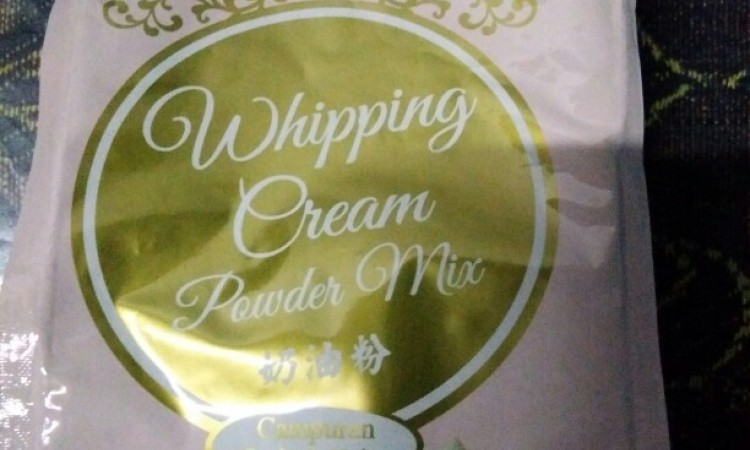 Whipping
Cream
Powder Mix
奶油粉
Campuran